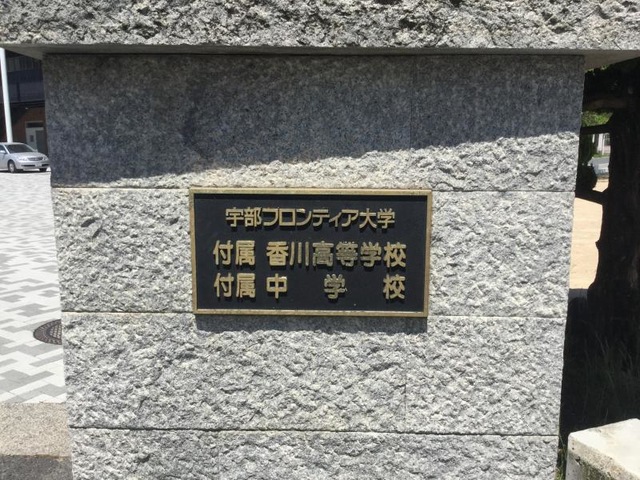 宇部フロンティア大学
付属 香川高等学校
付属 中学校